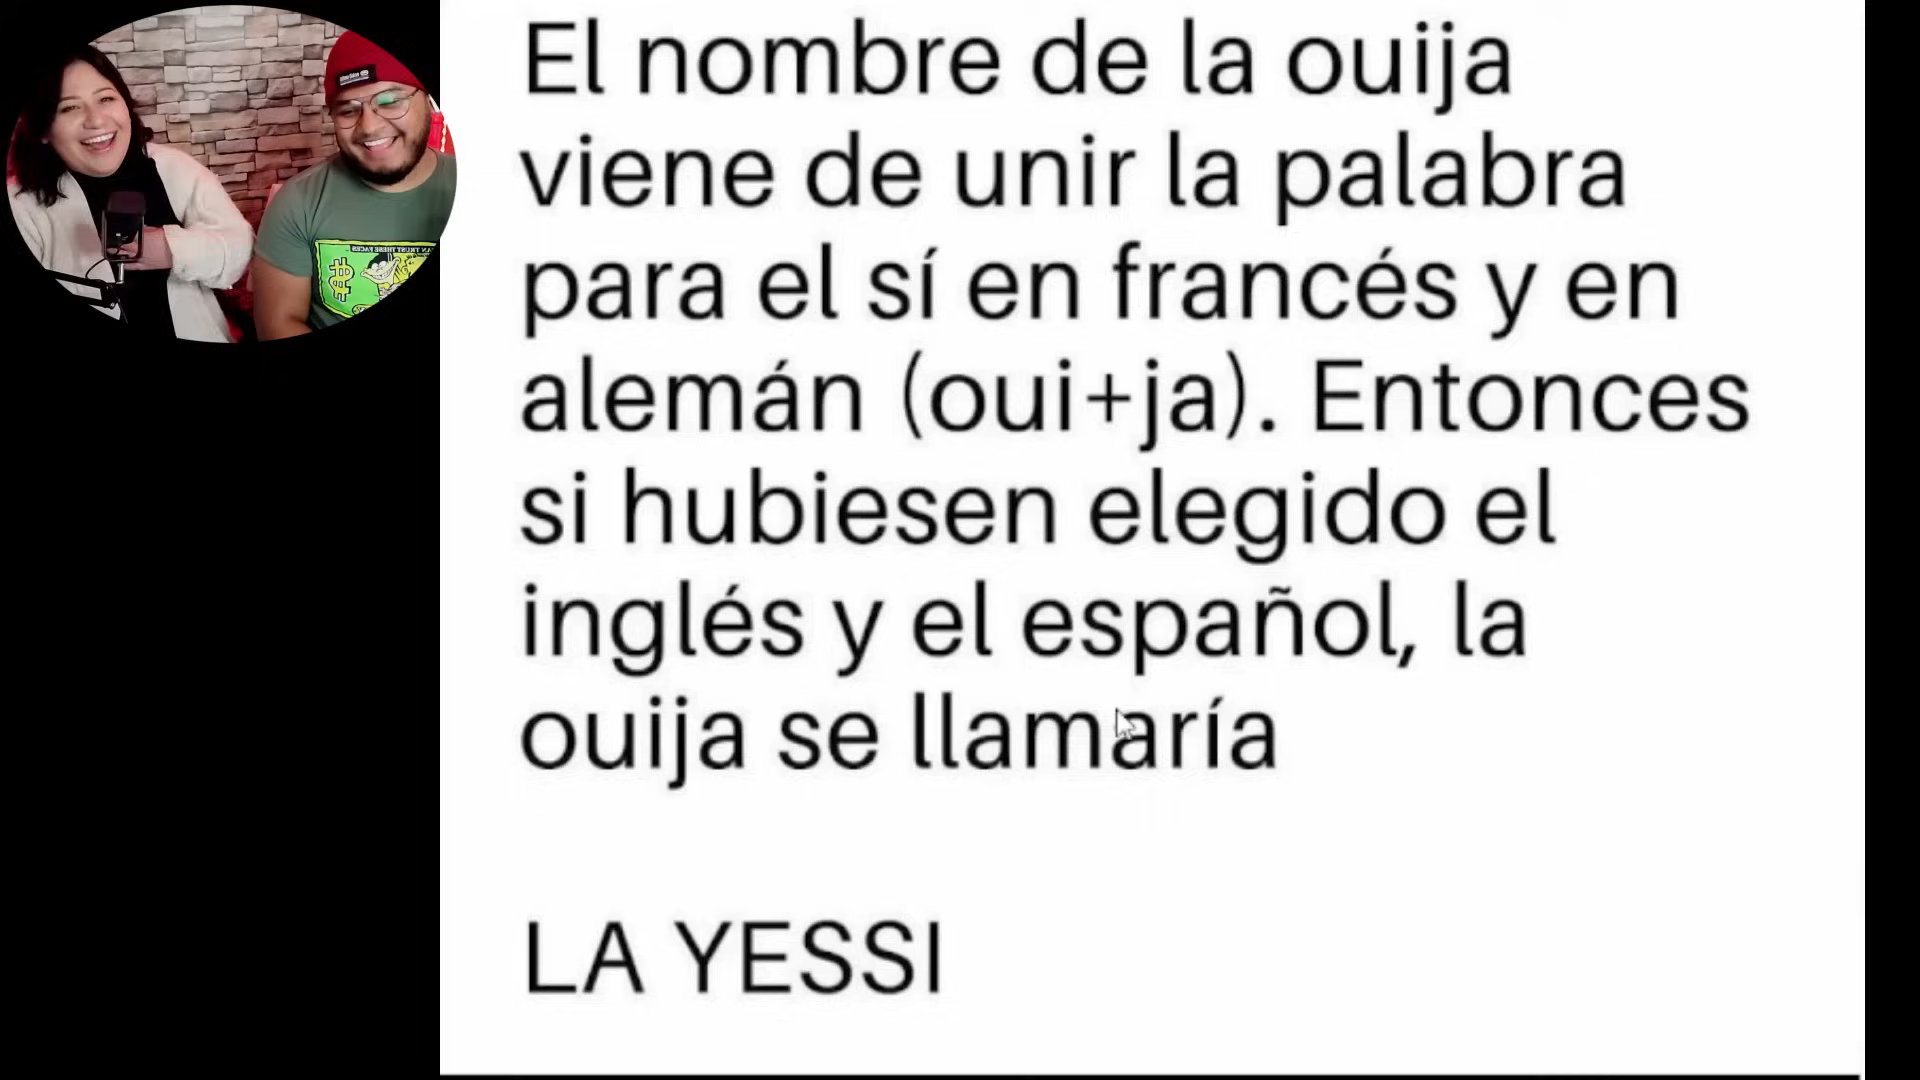 El nombre de la ouija
viene de unir la palabra
para el sí en francés y en
alemán (oui+ja). Entonces
si hubiesen elegido el
inglés y el español, la
ouija se llamaría
LA YESSI